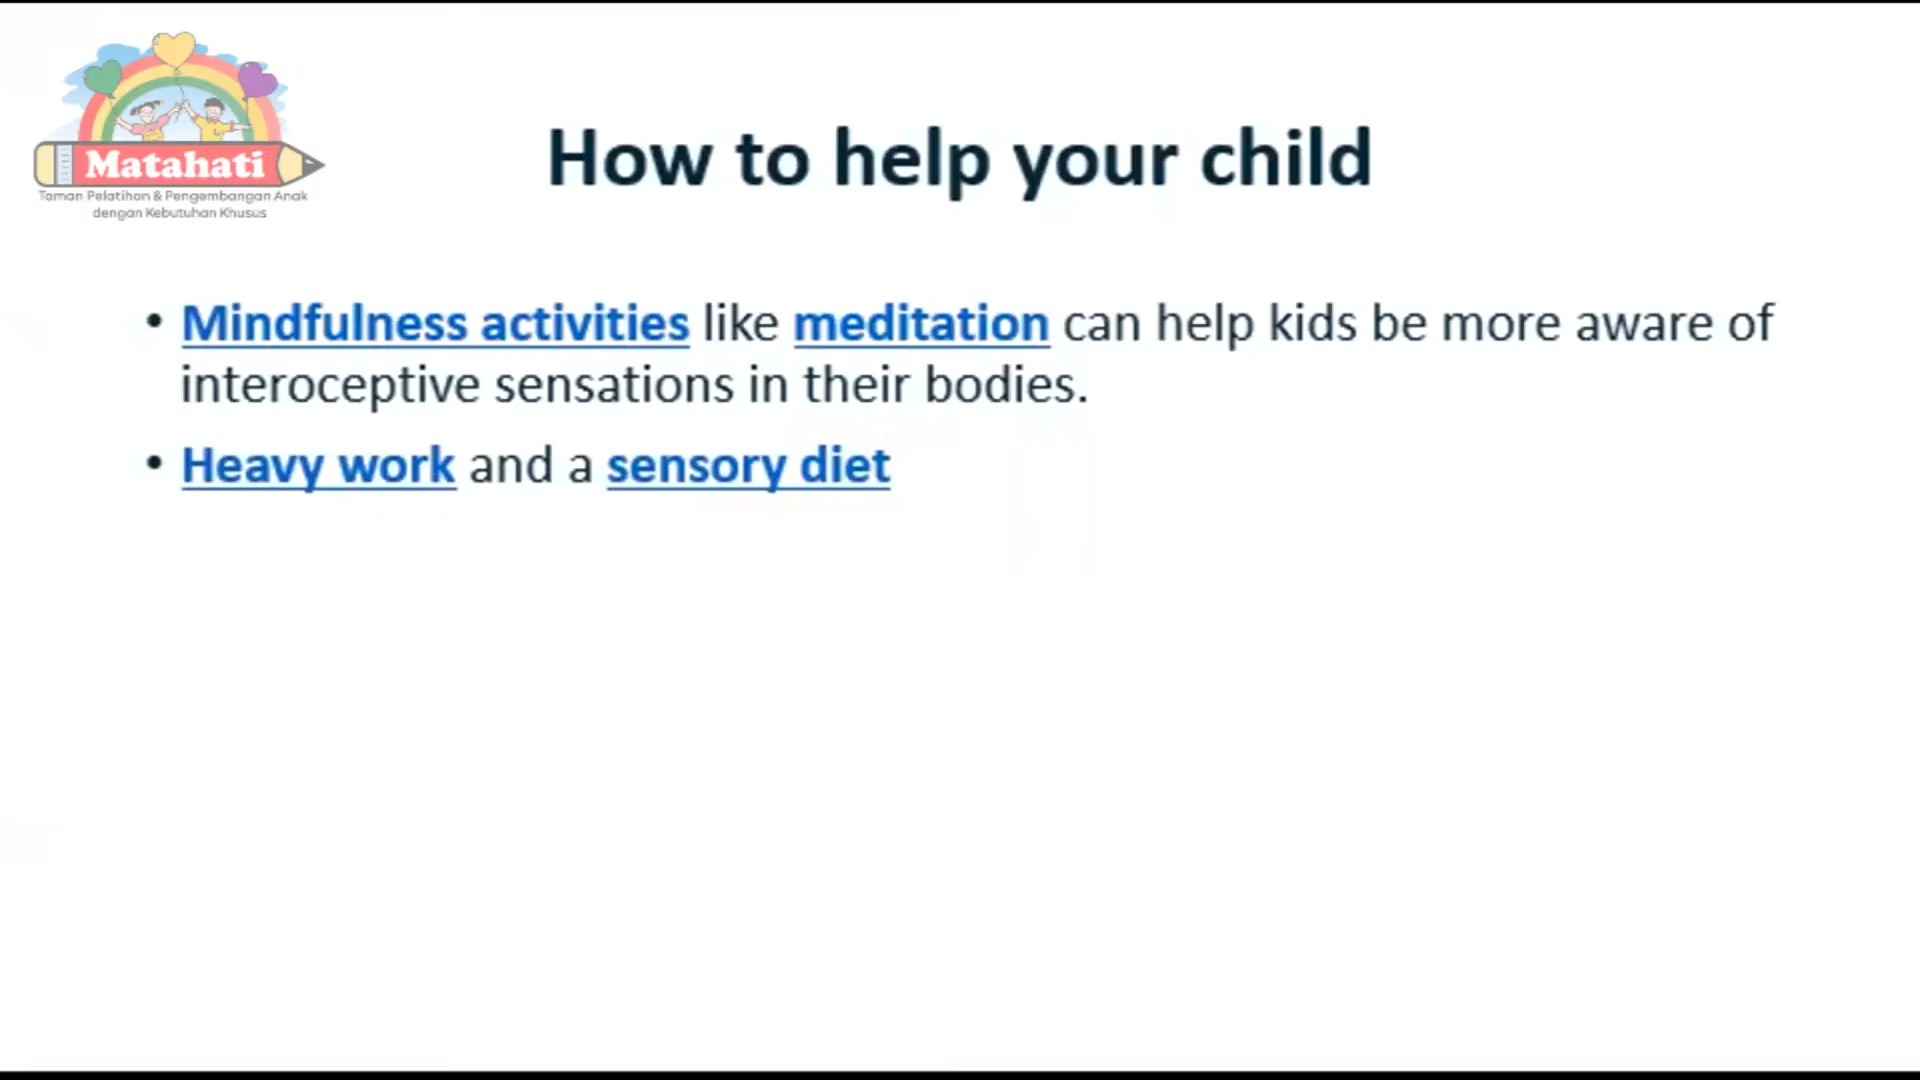 Matahati
Taman Pelatihan & Pengembangan Anak
dengan Kebutuhan Khusus
How to help your child
• Mindfulness activities like meditation can help kids be more aware of
interoceptive sensations in their bodies.
• Heavy work and a sensory diet